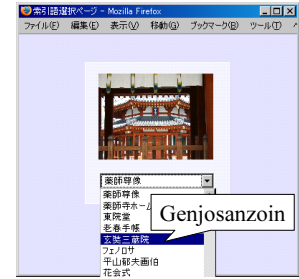 索引語選択ページ - Mozilla Firefox
ファイル(F) 編集(E) 表示(V) 移動(G) ブックマーク(B) ツール(T)
薬師尊像
薬師尊像
薬師寺ホーム
東院堂
老春手帳
玄奘三蔵院
フェノロサ
平山郁夫画伯
花会式
Genjosanzoin